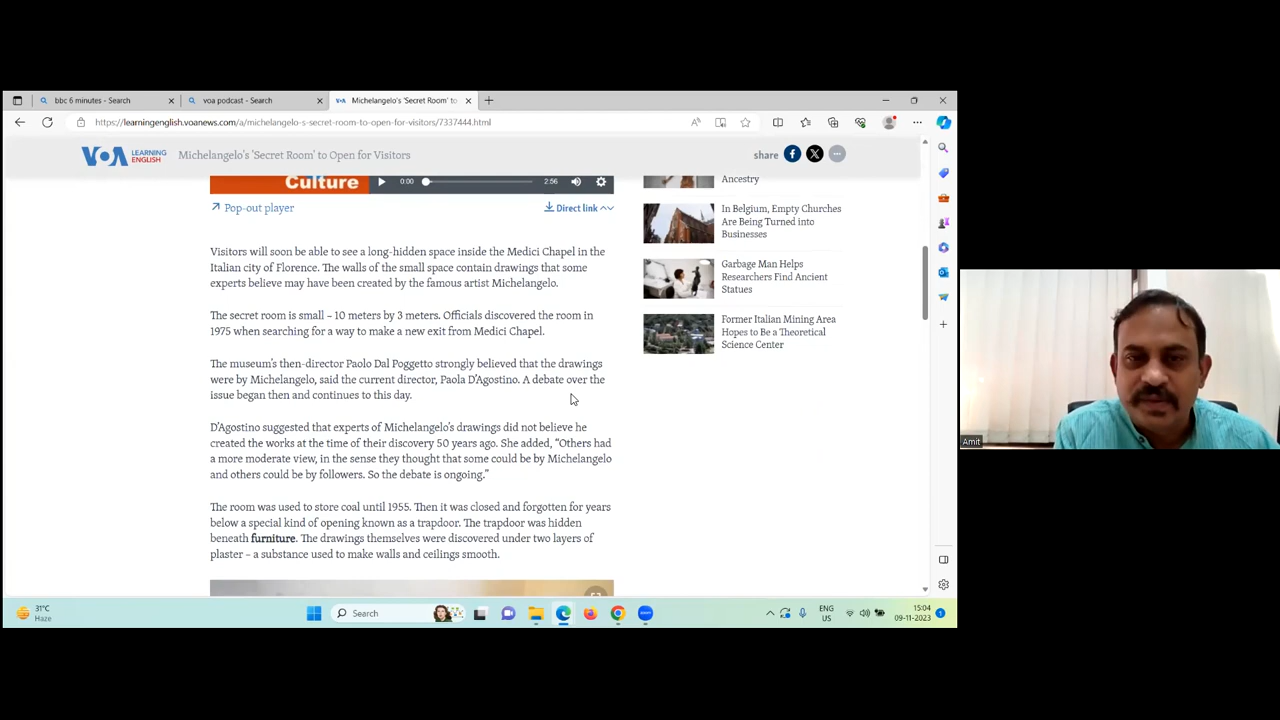 bbc 6 minutes - Search
voa podcast - Search
Michelangelo's 'Secret Room' to
https://learningenglish.voanews.com/a/michelangelo-s-secret-room-to-open-for-visitors/7337444.html
VOA LEARNING ENGLISH
Michelangelo's 'Secret Room' to Open for Visitors
share
Culture
0:00
2:56
Pop-out player
Direct link
Visitors will soon be able to see a long-hidden space inside the Medici Chapel in the
Italian city of Florence. The walls of the small space contain drawings that some
experts believe may have been created by the famous artist Michelangelo.
The secret room is small – 10 meters by 3 meters. Officials discovered the room in
1975 when searching for a way to make a new exit from Medici Chapel.
The museum's then-director Paolo Dal Poggetto strongly believed that the drawings
were by Michelangelo, said the current director, Paola D'Agostino. A debate over the
issue began then and continues to this day.
D'Agostino suggested that experts of Michelangelo's drawings did not believe he
created the works at the time of their discovery 50 years ago. She added, "Others had
a more moderate view, in the sense they thought that some could be by Michelangelo
and others could be by followers. So the debate is ongoing."
The room was used to store coal until 1955. Then it was closed and forgotten for years
below a special kind of opening known as a trapdoor. The trapdoor was hidden
beneath furniture. The drawings themselves were discovered under two layers of
plaster – a substance used to make walls and ceilings smooth.
Ancestry
In Belgium, Empty Churches
Are Being Turned into
Businesses
Garbage Man Helps
Researchers Find Ancient
Statues
Former Italian Mining Area
Hopes to Be a Theoretical
Science Center
Amit
31°C
Haze
Search
ENG
US
15:04
09-11-2023